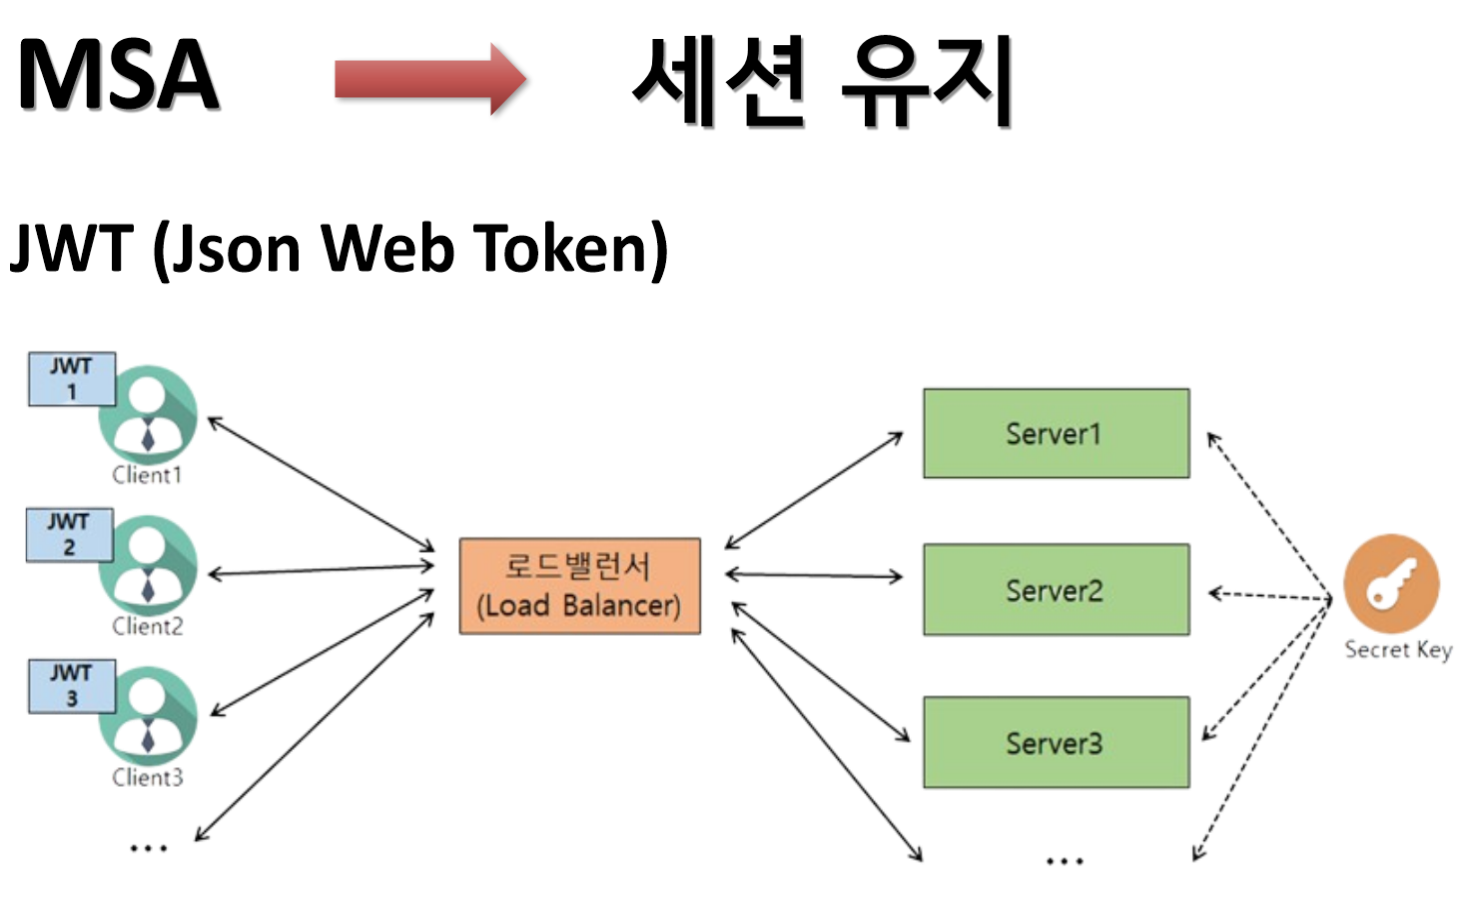 MSA 세션 유지
JWT (Json Web Token)
JWT
1
Client1
JWT
2
Client2
JWT
3
Client3
...
로드밸런서
(Load Balancer)
Server1
Server2
Server3
...
Secret Key